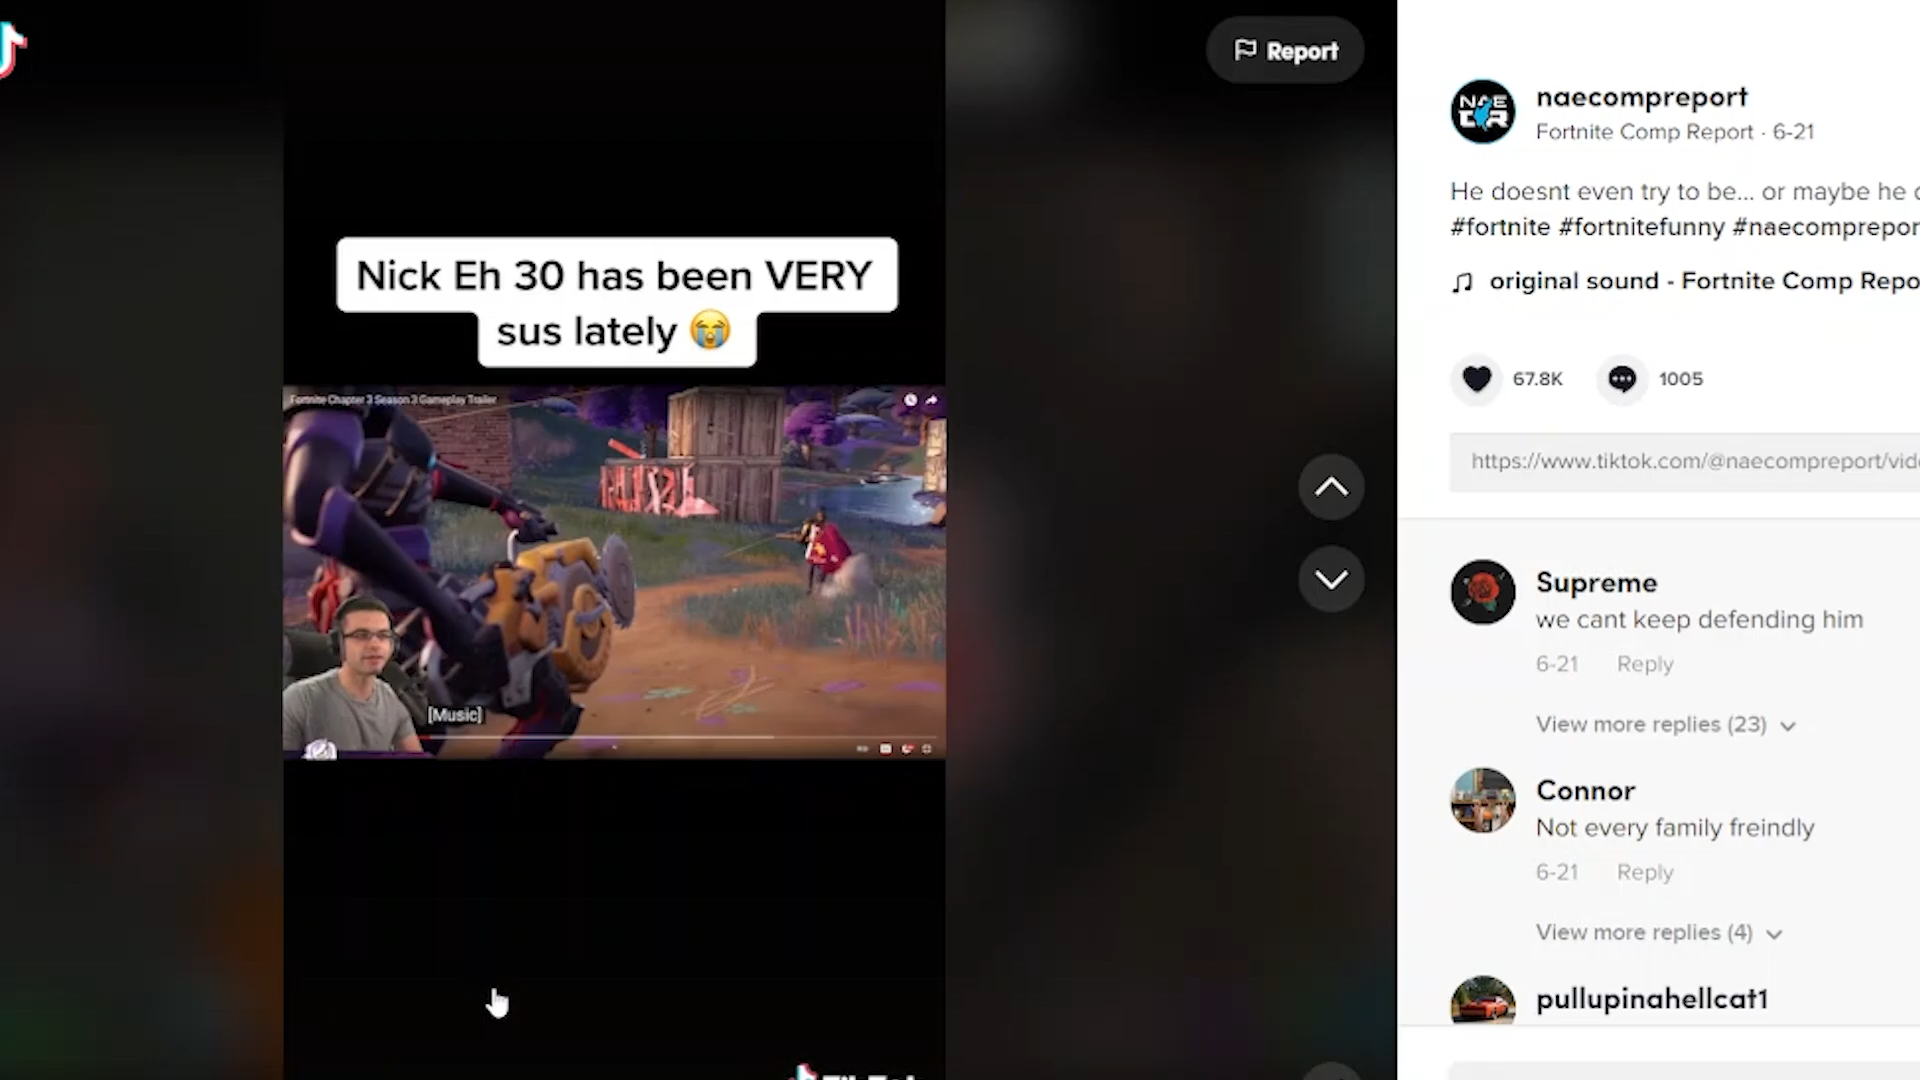 Report
Nick Eh 30 has been VERY
sus lately 😭
Fortnite Chapter 3 Season 3 Gameplay Trailer
[Music]
NAE
CR
naecompreport
Fortnite Comp Report · 6-21
He doesnt even try to be... or maybe he
#fortnite #fortnitefunny #naecomprepor
original sound - Fortnite Comp Repo
67.8K
1005
https://www.tiktok.com/@naecompreport/vid
Supreme
we cant keep defending him
6-21 Reply
View more replies (23)
Connor
Not every family freindly
6-21 Reply
View more replies (4)
pullupinahellcat1